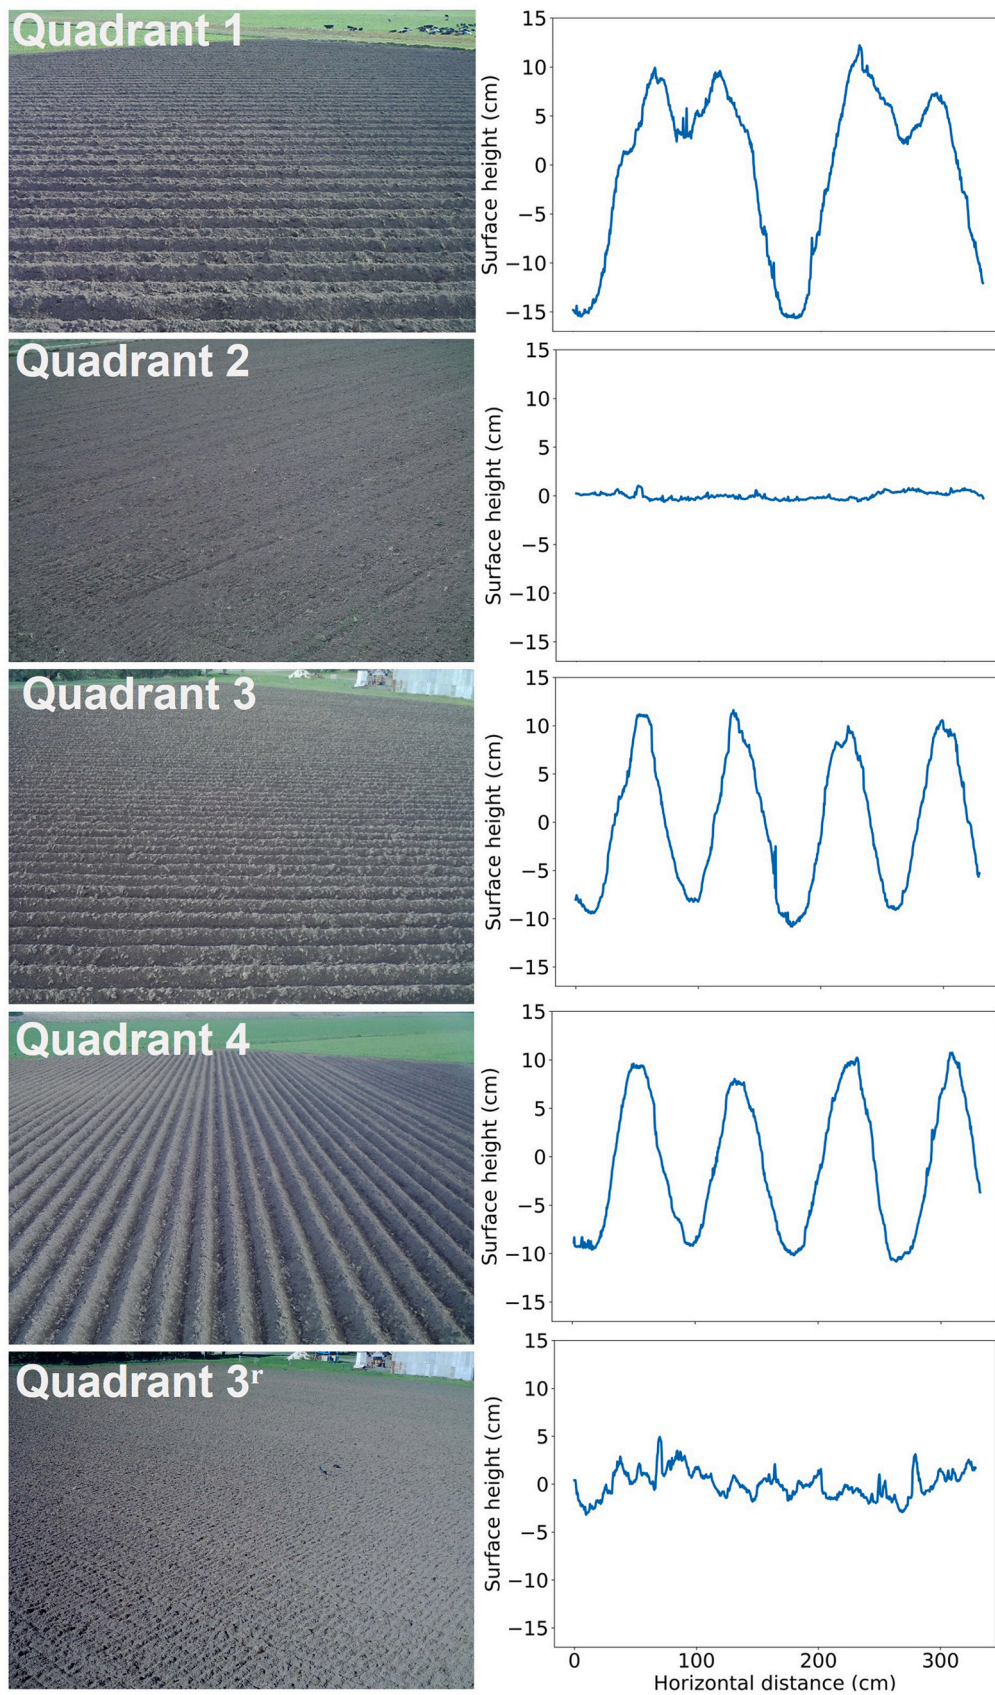 Quadrant 1
15
10
5
0
−5
−10
−15
Surface height (cm)
Quadrant 2
15
10
5
0
−5
−10
−15
Surface height (cm)
Quadrant 3
15
10
5
0
−5
−10
−15
Surface height (cm)
Quadrant 4
15
10
5
0
−5
−10
−15
Surface height (cm)
Quadrant 3ʳ
15
10
5
0
−5
−10
−15
Surface height (cm)
0 100 200 300
Horizontal distance (cm)